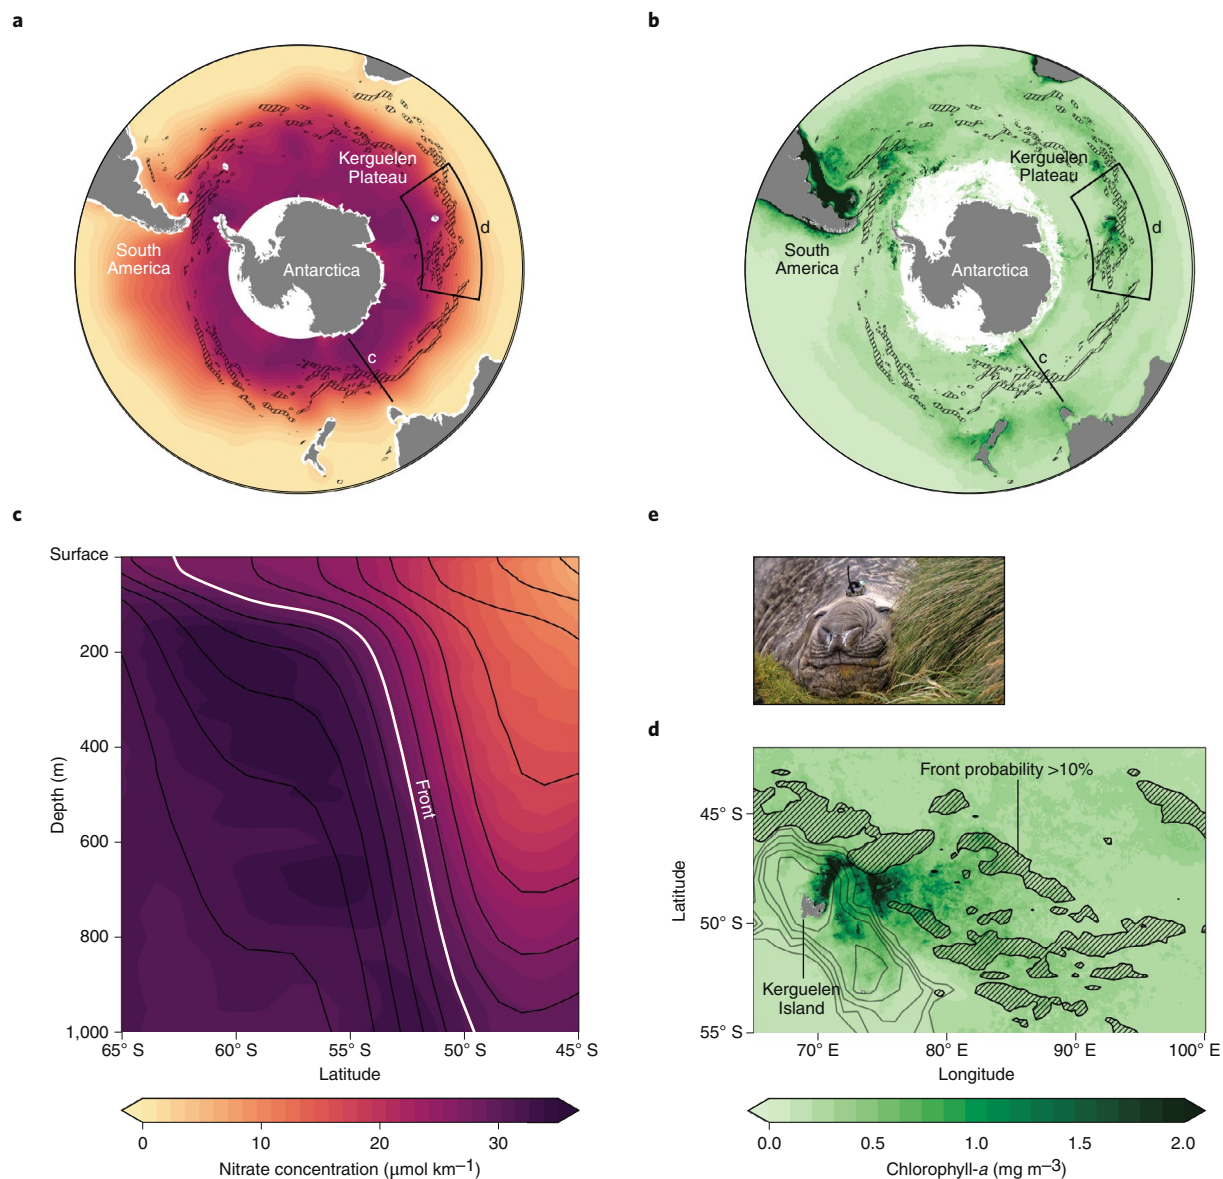 a
Kerguelen
Plateau
d
South
America
Antarctica
c
b
Kerguelen
Plateau
d
South
America
Antarctica
c
c
Surface
200
400
600
800
1,000
Depth (m)
Front
65° S
60° S
55° S
50° S
45° S
Latitude
0
10
20
30
Nitrate concentration (μmol km–1)
e
d
Front probability >10%
45° S
50° S
55° S
Latitude
Kerguelen
Island
70° E
80° E
90° E
100° E
Longitude
0.0
0.5
1.0
1.5
2.0
Chlorophyll-a (mg m–3)